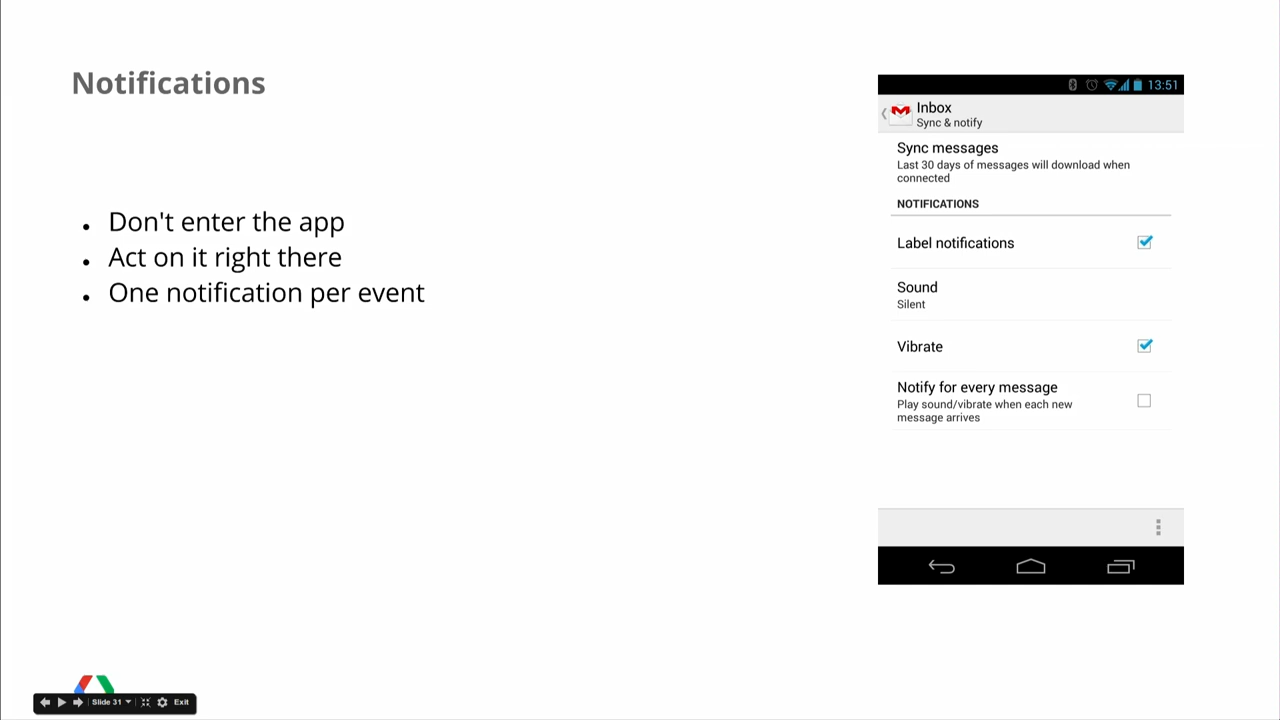 Notifications
Don't enter the app
Act on it right there
One notification per event
13:51
Inbox
Sync & notify
Sync messages
Last 30 days of messages will download when
connected
NOTIFICATIONS
Label notifications
Sound
Silent
Vibrate
Notify for every message
Play sound/vibrate when each new
message arrives
Slide 31
Exit